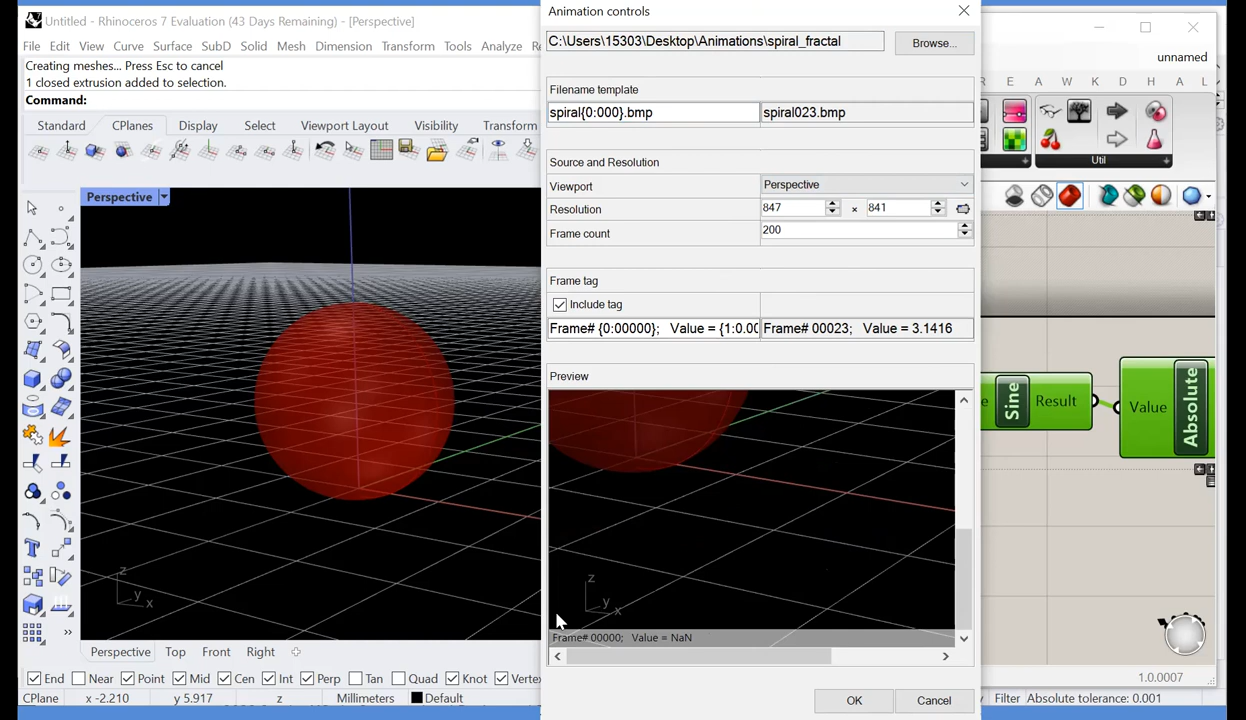 Untitled - Rhinoceros 7 Evaluation (43 Days Remaining) - [Perspective]
File Edit View Curve Surface SubD Solid Mesh Dimension Transform Tools Analyze
Creating meshes... Press Esc to cancel
1 closed extrusion added to selection.
Command:
Standard CPlanes Display Select Viewport Layout Visibility Transform
Perspective
z
y
x
Perspective Top Front Right
End Near Point Mid Cen Int Perp Tan Quad Knot Vertex
CPlane x -2.210 y 5.917 z Millimeters Default
Animation controls
C:\Users\15303\Desktop\Animations\spiral_fractal
Browse...
Filename template
spiral{0:000}.bmp spiral023.bmp
Source and Resolution
Viewport Perspective
Resolution 847 × 841
Frame count 200
Frame tag
Include tag
Frame# {0:00000}; Value = {1:0.00 Frame# 00023; Value = 3.1416
Preview
z
y
x
Frame# 00000; Value = NaN
OK Cancel
unnamed
R E A W K D H A L
Util
Sine Result Value Absolute
1.0.0007
Filter Absolute tolerance: 0.001